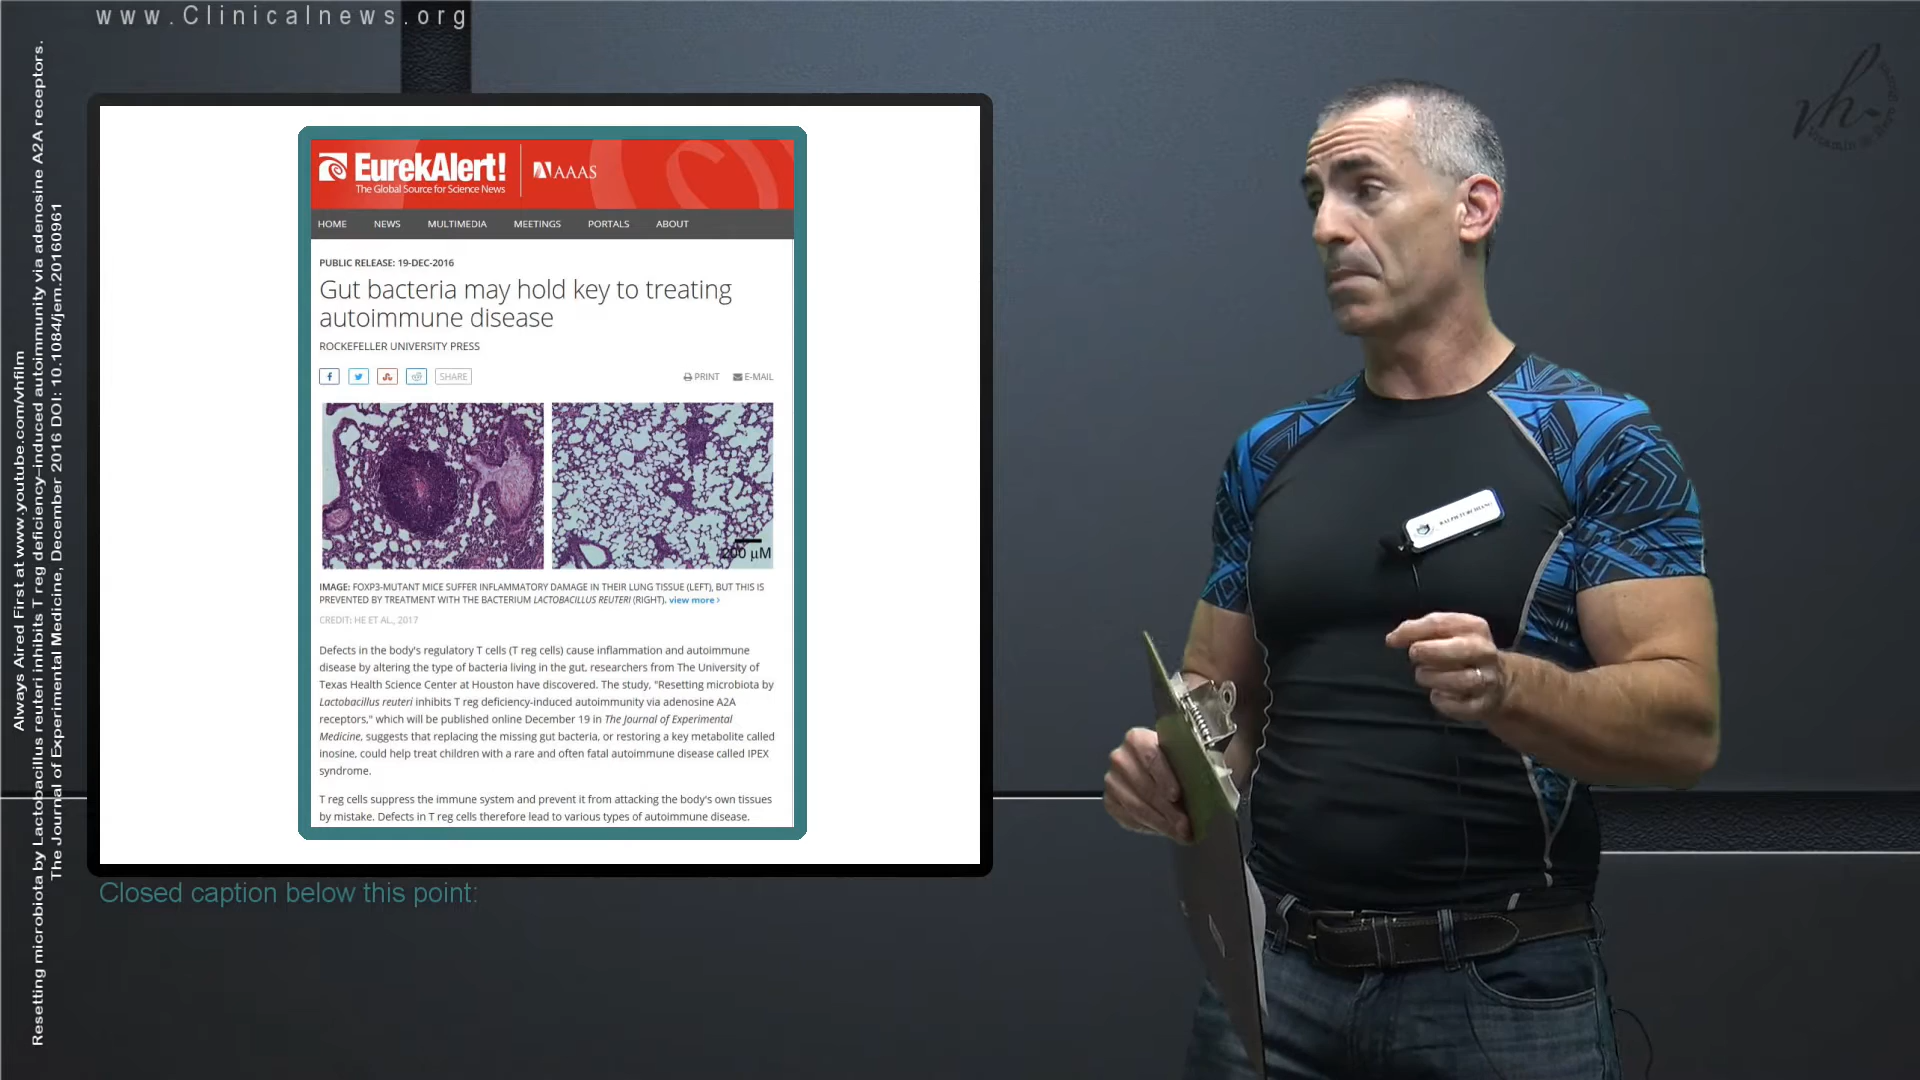 www.Clinicalnews.org
Always Aired First at www.youtube.com/vhfilm
Resetting microbiota by Lactobacillus reuteri inhibits T reg deficiency–induced autoimmunity via adenosine A2A receptors.
The Journal of Experimental Medicine, December 2016 DOI: 10.1084/jem.20160961
EurekAlert!
The Global Source for Science News
AAAS
HOME NEWS MULTIMEDIA MEETINGS PORTALS ABOUT
PUBLIC RELEASE: 19-DEC-2016
Gut bacteria may hold key to treating
autoimmune disease
ROCKEFELLER UNIVERSITY PRESS
SHARE PRINT E-MAIL
200 µM
IMAGE: FOXP3-MUTANT MICE SUFFER INFLAMMATORY DAMAGE IN THEIR LUNG TISSUE (LEFT), BUT THIS IS
PREVENTED BY TREATMENT WITH THE BACTERIUM LACTOBACILLUS REUTERI (RIGHT). view more >
CREDIT: HE ET AL., 2017
Defects in the body's regulatory T cells (T reg cells) cause inflammation and autoimmune
disease by altering the type of bacteria living in the gut, researchers from The University of
Texas Health Science Center at Houston have discovered. The study, "Resetting microbiota by
Lactobacillus reuteri inhibits T reg deficiency-induced autoimmunity via adenosine A2A
receptors," which will be published online December 19 in The Journal of Experimental
Medicine, suggests that replacing the missing gut bacteria, or restoring a key metabolite called
inosine, could help treat children with a rare and often fatal autoimmune disease called IPEX
syndrome.
T reg cells suppress the immune system and prevent it from attacking the body's own tissues
by mistake. Defects in T reg cells therefore lead to various types of autoimmune disease.
Closed caption below this point:
vh